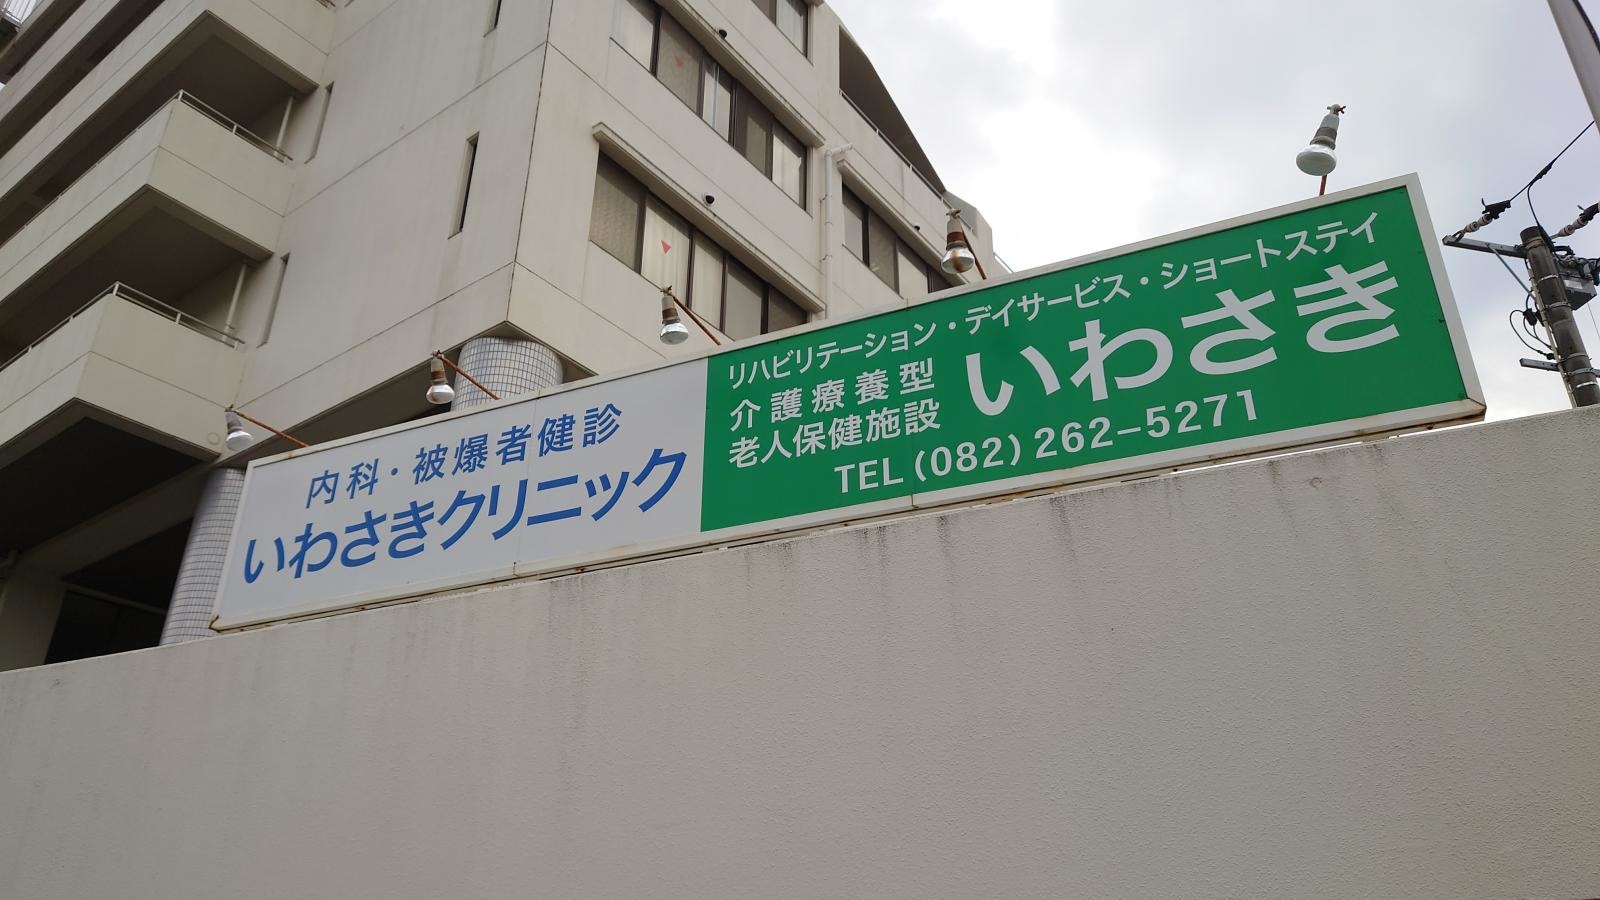 内科・被爆者健診
いわさきクリニック
リハビリテーション・デイサービス・ショートステイ
介護療養型
老人保健施設
いわさき
TEL(082)262-5271